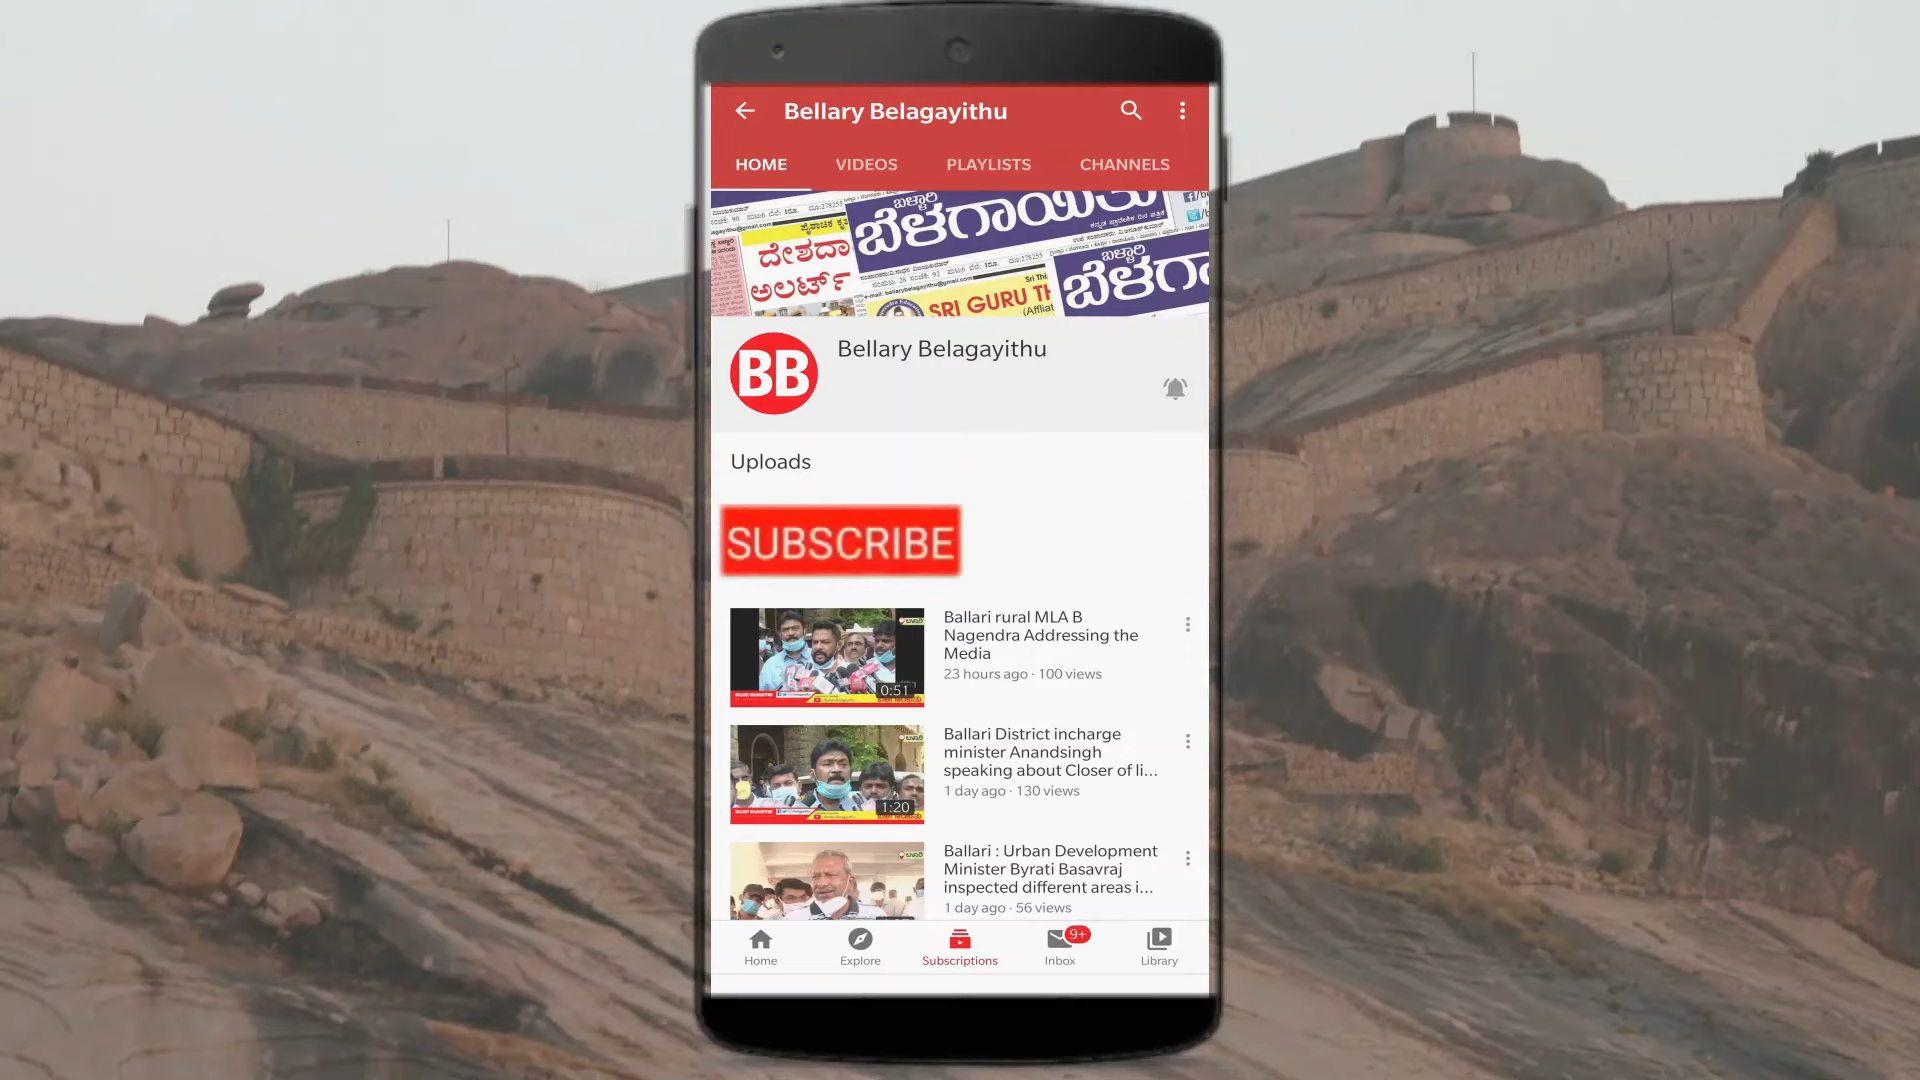 Bellary Belagayithu
HOME VIDEOS PLAYLISTS CHANNELS
ಬಳ್ಳಾರಿ
ಬೆಳಗಾಯಿತು
ದೇಶದಾ
ಅಲರ್ಟ್
SRI GURU TH
(Affliat
ಬಳ್ಳಾರಿ
ಬೆಳಗಾ
BB
Bellary Belagayithu
Uploads
SUBSCRIBE
Ballari rural MLA B
Nagendra Addressing the
Media
23 hours ago · 100 views
0:51
Ballari District incharge
minister Anandsingh
speaking about Closer of li...
1 day ago · 130 views
1:20
Ballari : Urban Development
Minister Byrati Basavraj
inspected different areas i...
1 day ago · 56 views
9+
Home Explore Subscriptions Inbox Library